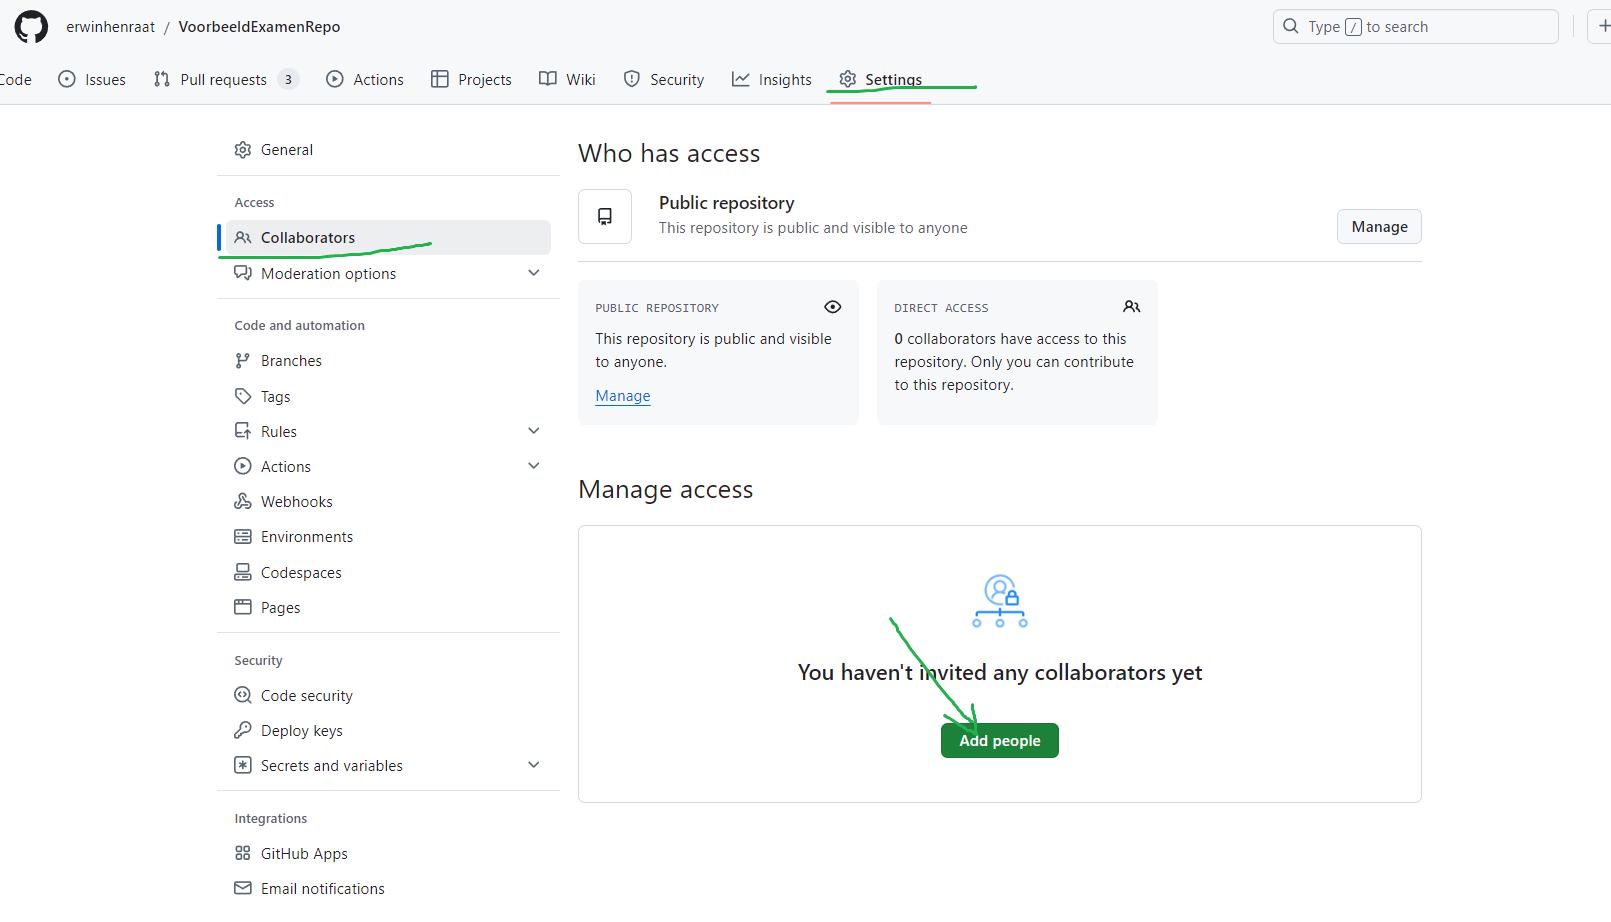 erwinhenraat / VoorbeeldExamenRepo
Type / to search
Code Issues Pull requests 3 Actions Projects Wiki Security Insights Settings
General
Access
Collaborators
Moderation options
Code and automation
Branches
Tags
Rules
Actions
Webhooks
Environments
Codespaces
Pages
Security
Code security
Deploy keys
Secrets and variables
Integrations
GitHub Apps
Email notifications
Who has access
Public repository
This repository is public and visible to anyone
Manage
PUBLIC REPOSITORY
This repository is public and visible
to anyone.
Manage
DIRECT ACCESS
0 collaborators have access to this
repository. Only you can contribute
to this repository.
Manage access
You haven't invited any collaborators yet
Add people